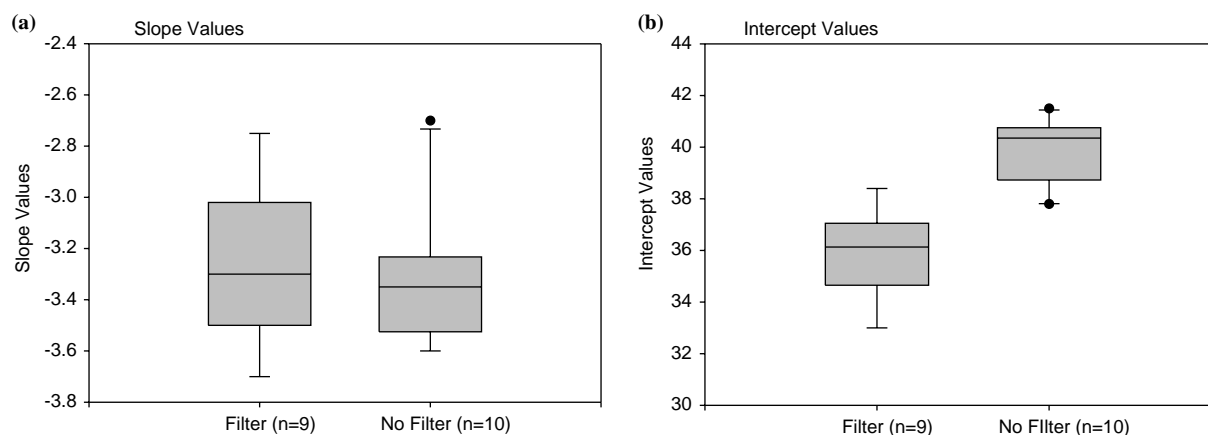 (a)
Slope Values
-2.4
-2.6
-2.8
-3.0
-3.2
-3.4
-3.6
-3.8
Slope Values
Filter (n=9)
No Filter (n=10)
(b)
Intercept Values
44
42
40
38
36
34
32
30
Intercept Values
Filter (n=9)
No FIlter (n=10)